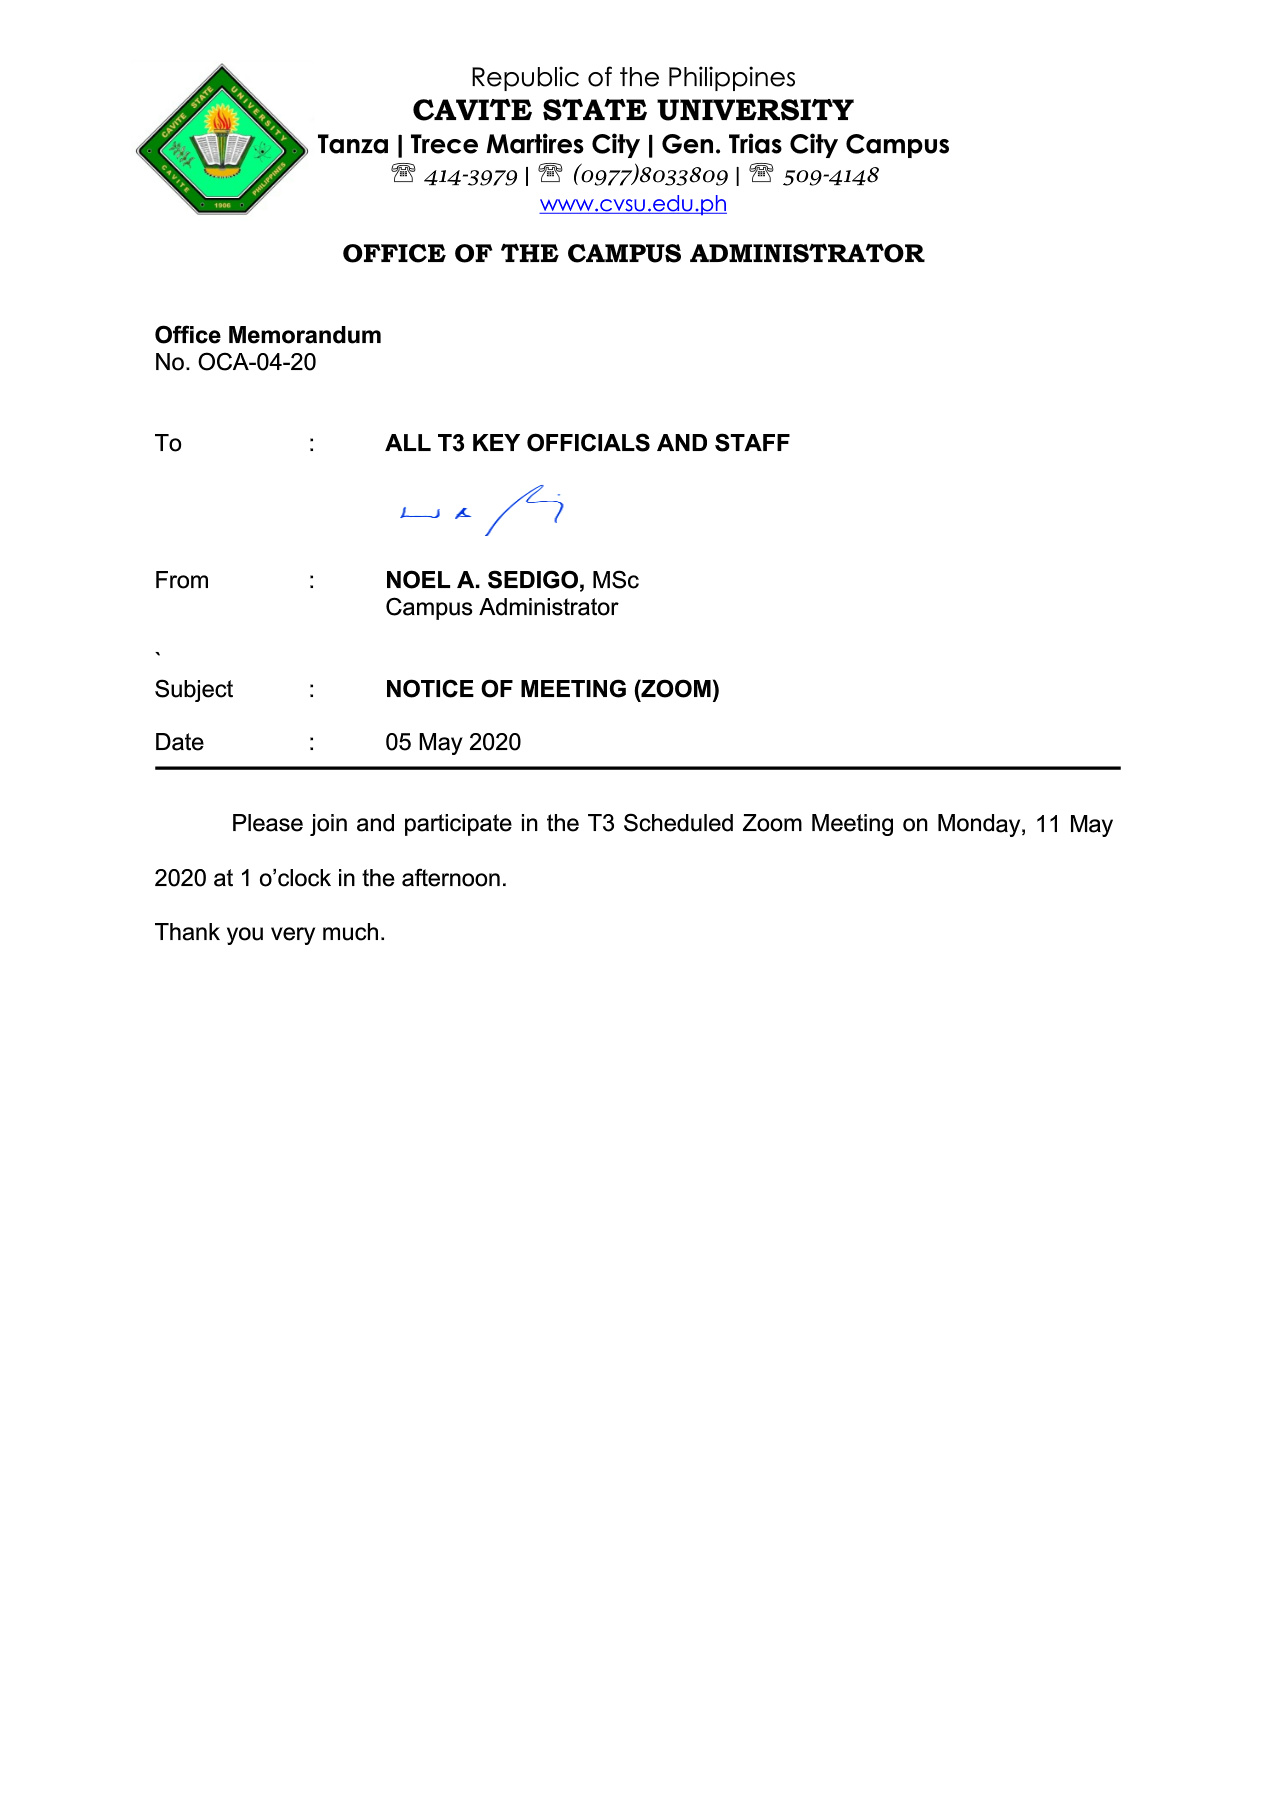 Republic of the Philippines
CAVITE STATE UNIVERSITY
Tanza | Trece Martires City | Gen. Trias City Campus
☏ 414-3979 | ☏ (0977)8033809 | ☏ 509-4148
www.cvsu.edu.ph
CAVITE STATE UNIVERSITY
CAVITE PHILIPPINES
1906
OFFICE OF THE CAMPUS ADMINISTRATOR
Office Memorandum
No. OCA-04-20
To : ALL T3 KEY OFFICIALS AND STAFF
From : NOEL A. SEDIGO, MSc
Campus Administrator
`
Subject : NOTICE OF MEETING (ZOOM)
Date : 05 May 2020
Please join and participate in the T3 Scheduled Zoom Meeting on Monday, 11 May
2020 at 1 o’clock in the afternoon.
Thank you very much.